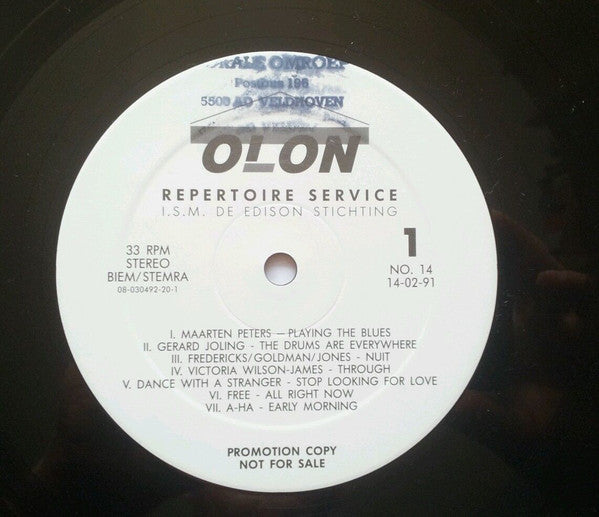 OMROEP
Postbus 196
5500 AD VELDHOVEN
OLON
REPERTOIRE SERVICE
I.S.M. DE EDISON STICHTING
33 RPM
STEREO
BIEM/STEMRA
08-030492-20-1
1
NO. 14
14-02-91
I. MAARTEN PETERS — PLAYING THE BLUES
II. GERARD JOLING - THE DRUMS ARE EVERYWHERE
III. FREDERICKS/GOLDMAN/JONES - NUIT
IV. VICTORIA WILSON-JAMES - THROUGH
V. DANCE WITH A STRANGER - STOP LOOKING FOR LOVE
VI. FREE - ALL RIGHT NOW
VII. A-HA - EARLY MORNING
PROMOTION COPY
NOT FOR SALE